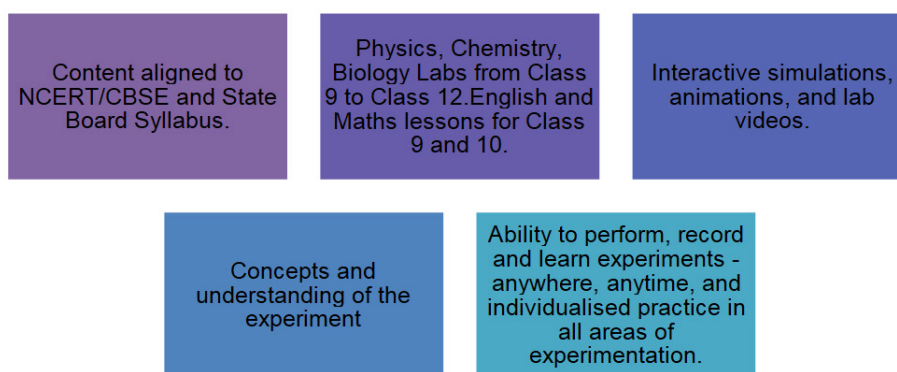 Content aligned to
NCERT/CBSE and State
Board Syllabus.
Physics, Chemistry,
Biology Labs from Class
9 to Class 12.English and
Maths lessons for Class
9 and 10.
Interactive simulations,
animations, and lab
videos.
Concepts and
understanding of the
experiment
Ability to perform, record
and learn experiments -
anywhere, anytime, and
individualised practice in
all areas of
experimentation.